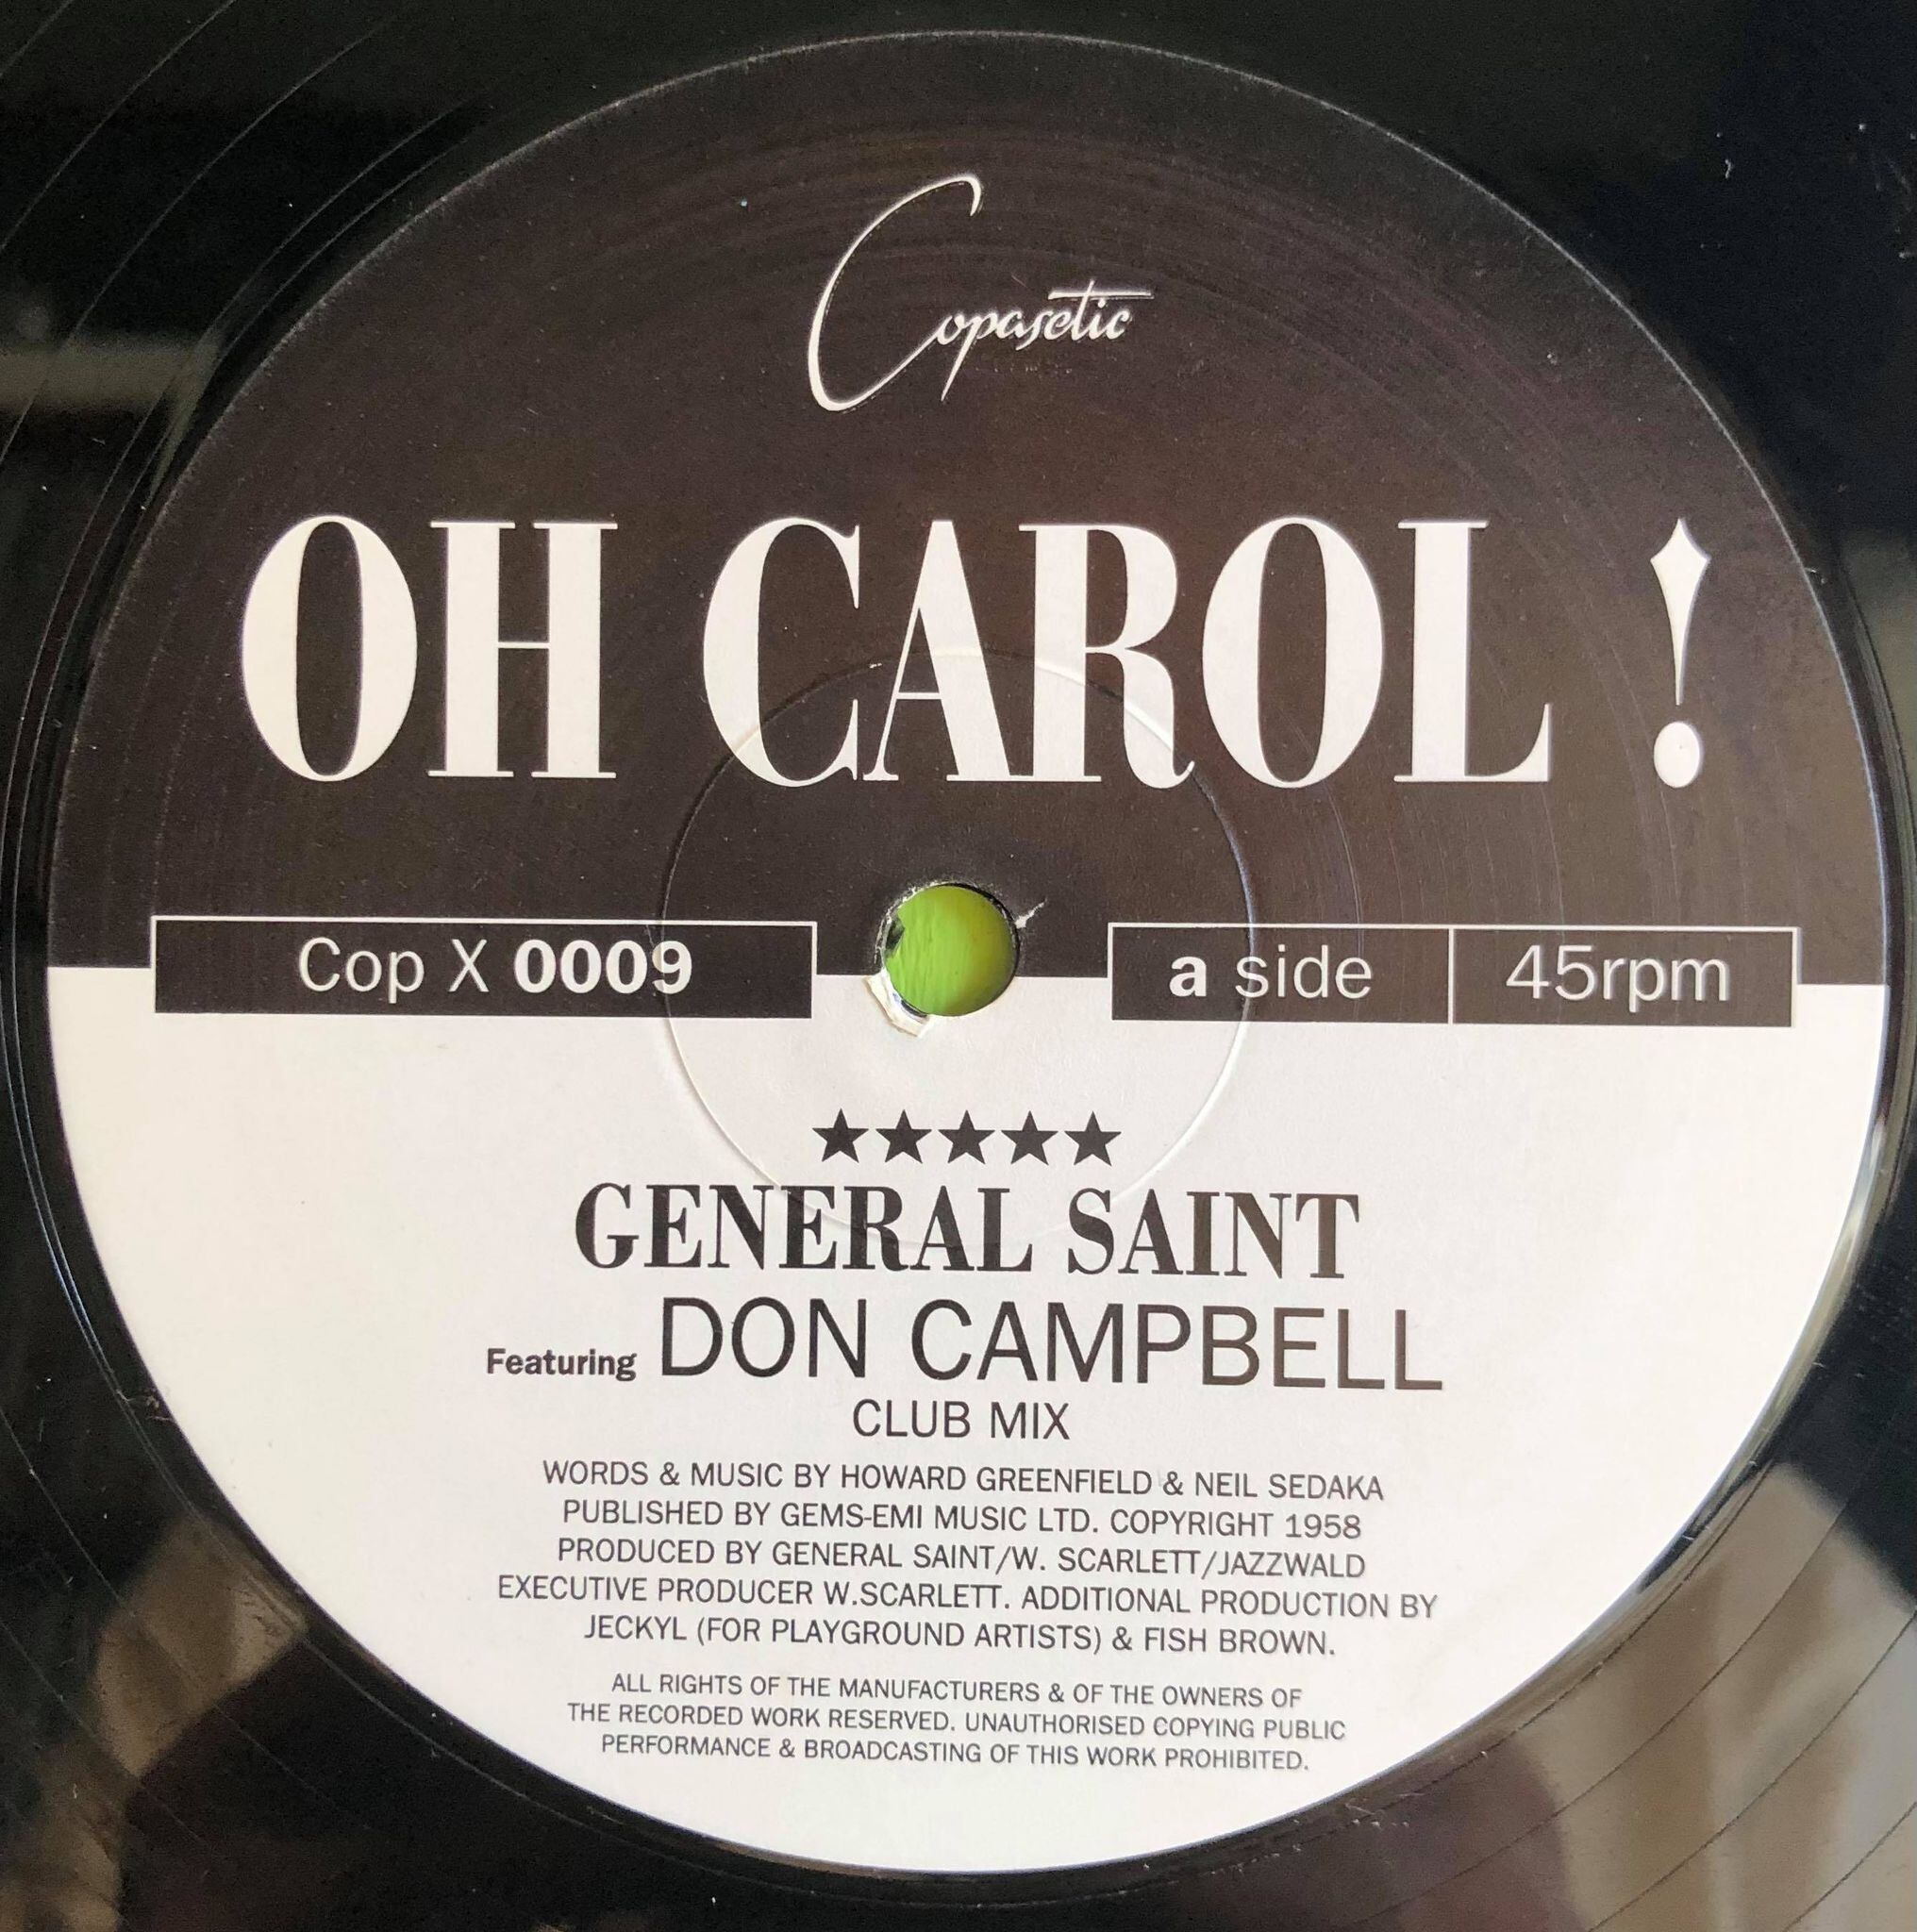 Copasetic
OH CAROL !
Cop X 0009
a side 45rpm
★★★★★
GENERAL SAINT
Featuring DON CAMPBELL
CLUB MIX
WORDS & MUSIC BY HOWARD GREENFIELD & NEIL SEDAKA
PUBLISHED BY GEMS-EMI MUSIC LTD. COPYRIGHT 1958
PRODUCED BY GENERAL SAINT/W. SCARLETT/JAZZWALD
EXECUTIVE PRODUCER W.SCARLETT. ADDITIONAL PRODUCTION BY
JECKYL (FOR PLAYGROUND ARTISTS) & FISH BROWN.
ALL RIGHTS OF THE MANUFACTURERS & OF THE OWNERS OF
THE RECORDED WORK RESERVED. UNAUTHORISED COPYING PUBLIC
PERFORMANCE & BROADCASTING OF THIS WORK PROHIBITED.